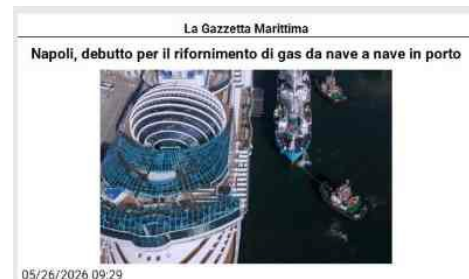 La Gazzetta Marittima
Napoli, debutto per il rifornimento di gas da nave a nave in porto
05/26/2026 09:29